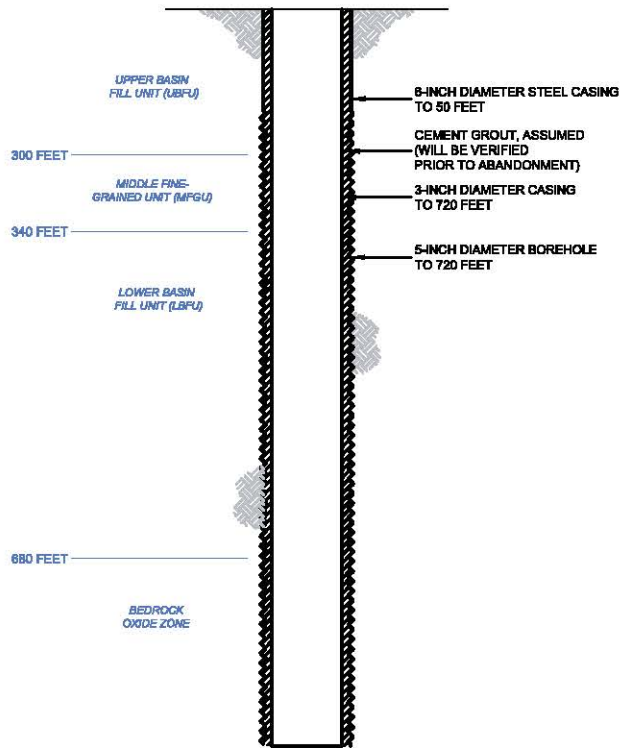 UPPER BASIN
FILL UNIT (UBFU)
300 FEET
MIDDLE FINE-
GRAINED UNIT (MFGU)
340 FEET
LOWER BASIN
FILL UNIT (LBFU)
680 FEET
BEDROCK
OXIDE ZONE
6-INCH DIAMETER STEEL CASING
TO 50 FEET
CEMENT GROUT, ASSUMED
(WILL BE VERIFIED
PRIOR TO ABANDONMENT)
3-INCH DIAMETER CASING
TO 720 FEET
5-INCH DIAMETER BOREHOLE
TO 720 FEET